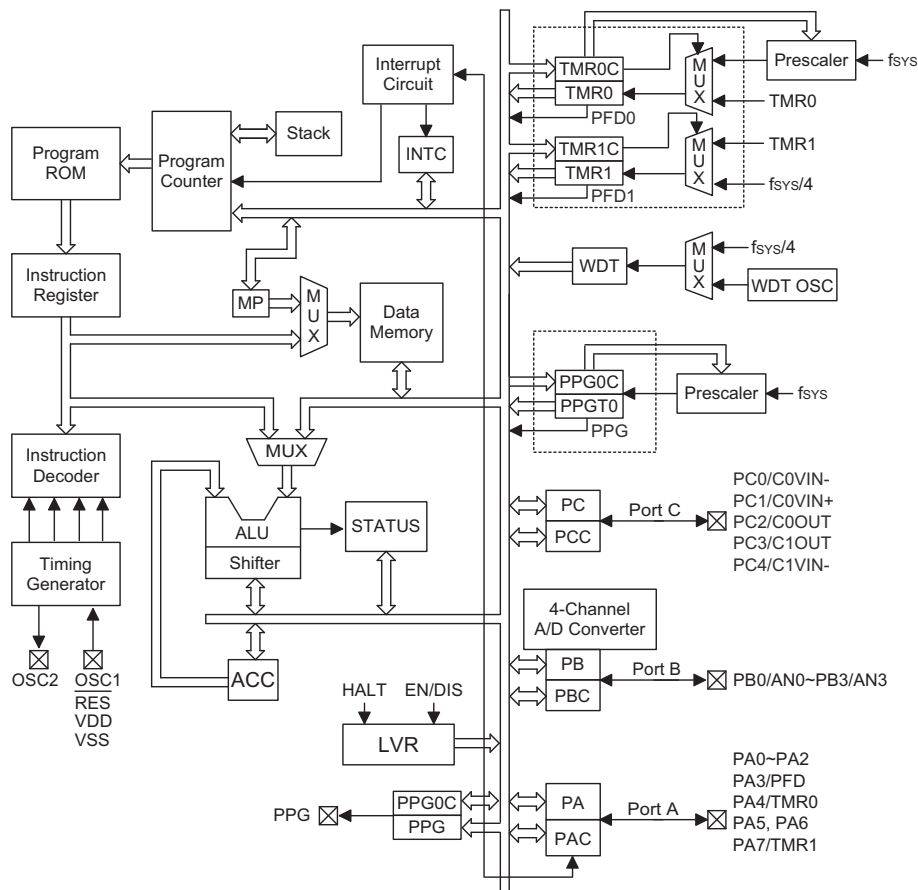 Interrupt
Circuit
INTC
Stack
Program
Counter
Program
ROM
Instruction
Register
MP
MUX
Data
Memory
Instruction
Decoder
MUX
ALU
Shifter
STATUS
Timing
Generator
OSC2
OSC1
RES
VDD
VSS
ACC
HALT
EN/DIS
LVR
PPG
PPG0C
PPG
TMR0C
TMR0
PFD0
MUX
Prescaler
fSYS
TMR0
TMR1C
TMR1
PFD1
MUX
TMR1
fSYS/4
WDT
MUX
fSYS/4
WDT OSC
PPG0C
PPGT0
PPG
Prescaler
fSYS
PC
PCC
Port C
PC0/C0VIN-
PC1/C0VIN+
PC2/C0OUT
PC3/C1OUT
PC4/C1VIN-
4-Channel
A/D Converter
PB
PBC
Port B
PB0/AN0~PB3/AN3
PA
PAC
Port A
PA0~PA2
PA3/PFD
PA4/TMR0
PA5, PA6
PA7/TMR1